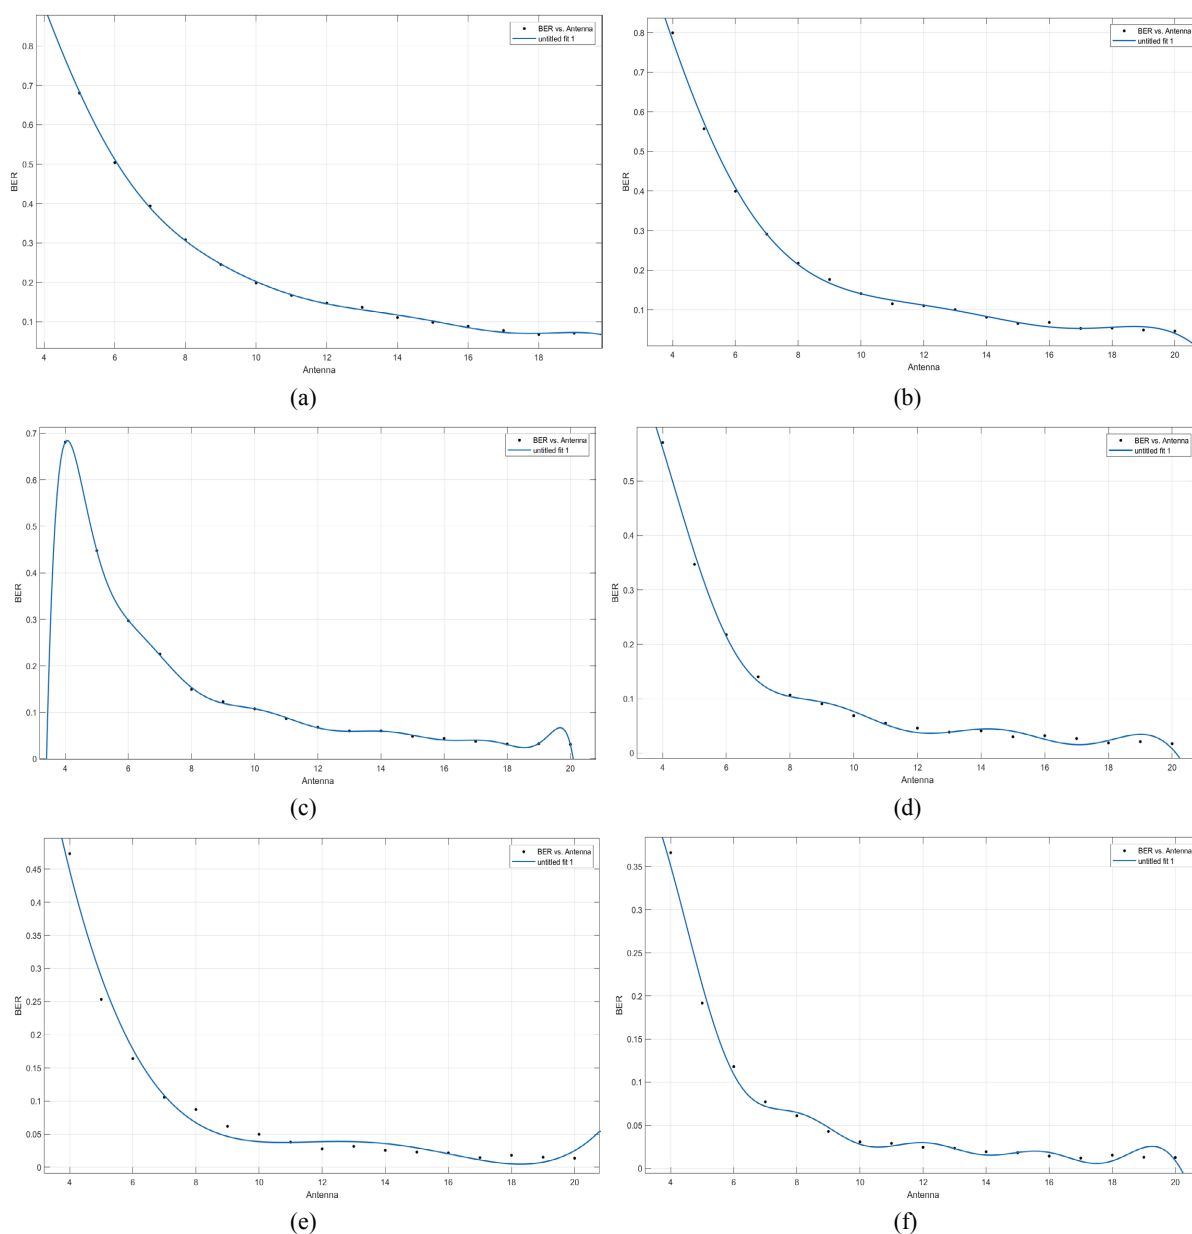 BER vs. Antenna
untitled fit 1
0.8
0.7
0.6
0.5
0.4
0.3
0.2
0.1
BER
4 6 8 10 12 14 16 18
Antenna
(a)
BER vs. Antenna
untitled fit 1
0.8
0.7
0.6
0.5
0.4
0.3
0.2
0.1
BER
4 6 8 10 12 14 16 18 20
Antenna
(b)
BER vs. Antenna
untitled fit 1
0.7
0.6
0.5
0.4
0.3
0.2
0.1
0
BER
4 6 8 10 12 14 16 18 20
Antenna
(c)
BER vs. Antenna
untitled fit 1
0.5
0.4
0.3
0.2
0.1
0
BER
4 6 8 10 12 14 16 18 20
Antenna
(d)
BER vs. Antenna
untitled fit 1
0.45
0.4
0.35
0.3
0.25
0.2
0.15
0.1
0.05
0
BER
4 6 8 10 12 14 16 18 20
Antenna
(e)
BER vs. Antenna
untitled fit 1
0.35
0.3
0.25
0.2
0.15
0.1
0.05
0
BER
4 6 8 10 12 14 16 18 20
Antenna
(f)